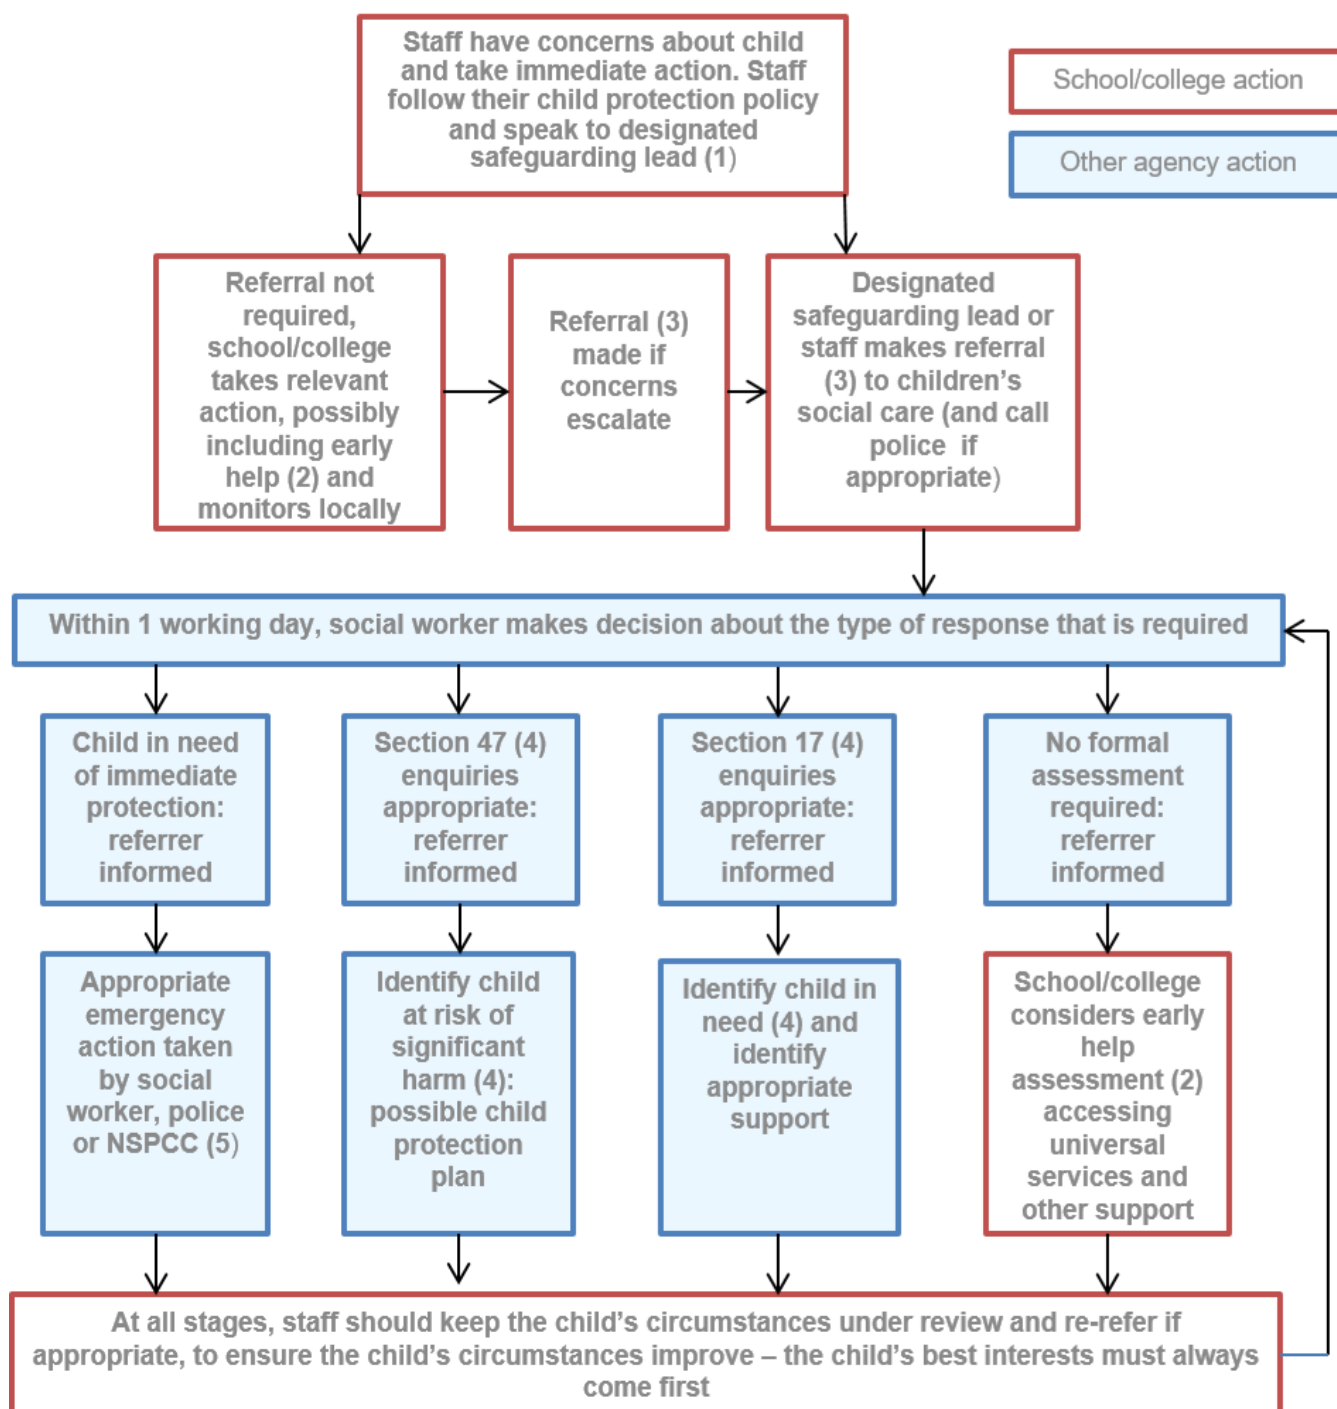 Staff have concerns about child
and take immediate action. Staff
follow their child protection policy
and speak to designated
safeguarding lead (1)
School/college action
Other agency action
Referral not
required,
school/college
takes relevant
action, possibly
including early
help (2) and
monitors locally
Referral (3)
made if
concerns
escalate
Designated
safeguarding lead or
staff makes referral
(3) to children’s
social care (and call
police  if
appropriate)
Within 1 working day, social worker makes decision about the type of response that is required
Child in need
of immediate
protection:
referrer
informed
Section 47 (4)
enquiries
appropriate:
referrer
informed
Section 17 (4)
enquiries
appropriate:
referrer
informed
No formal
assessment
required:
referrer
informed
Appropriate
emergency
action taken
by social
worker, police
or NSPCC (5)
Identify child
at risk of
significant
harm (4):
possible child
protection
plan
Identify child in
need (4) and
identify
appropriate
support
School/college
considers early
help
assessment (2)
accessing
universal
services and
other support
At all stages, staff should keep the child’s circumstances under review and re-refer if
appropriate, to ensure the child’s circumstances improve – the child’s best interests must always
come first